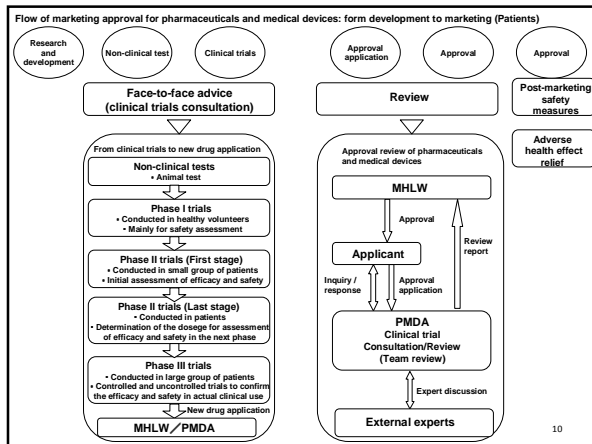 Flow of marketing approval for pharmaceuticals and medical devices: form development to marketing (Patients)
Research
and
development
Non-clinical test
Clinical trials
Approval
application
Approval
Approval
Face-to-face advice
(clinical trials consultation)
Review
Post-marketing
safety
measures
Adverse
health effect
relief
From clinical trials to new drug application
Non-clinical tests
• Animal test
Phase I trials
• Conducted in healthy volunteers
• Mainly for safety assessment
Phase II trials (First stage)
• Conducted in small group of patients
• Initial assessment of efficacy and safety
Phase II trials (Last stage)
• Conducted in patients
• Determination of the dosege for assessment
of efficacy and safety in the next phase
Phase III trials
• Conducted in large group of patients
• Controlled and uncontrolled trials to confirm
the efficacy and safety in actual clinical use
New drug application
MHLW／PMDA
Approval review of pharmaceuticals
and medical devices
MHLW
Approval
Review
report
Applicant
Inquiry /
response
Approval
application
PMDA
Clinical trial
Consultation/Review
(Team review)
Expert discussion
External experts
10